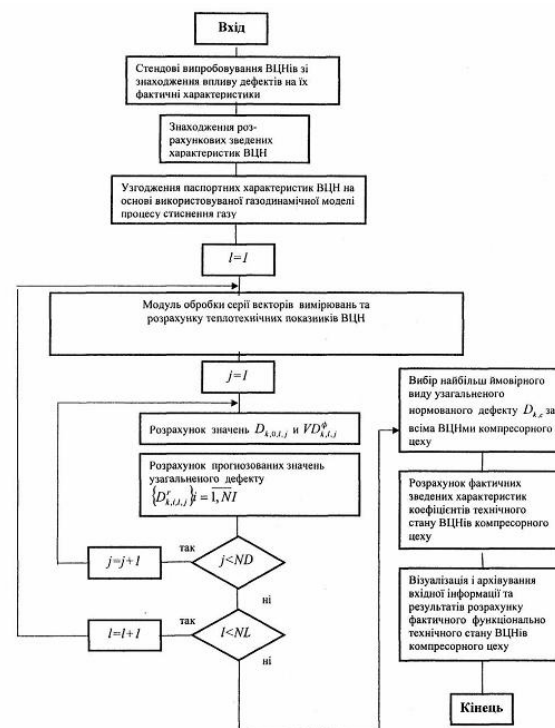 Вхід
Стендові випробовування ВЦНів зі
знаходження впливу дефектів на їх
фактичні характеристики
Знаходження роз-
рахункових зведених
характеристик ВЦН
Узгодження паспортних характеристик ВЦН на
основі використовуваної газодинамічної моделі
процесу стиснення газу
l=1
Модуль обробки серії векторів вимірювань та
розрахунку теплотехнічних показників ВЦН
j=1
Розрахунок значень D_{k,0,l,j} и VD^ф_{k,l,j}
Розрахунок прогнозованих значень
узагальненого дефекту
{D^r_{k,i,l,j}}i = \overline{1,NI}
j=j+1
так
j<ND
ні
l=l+1
так
l<NL
ні
Вибір найбільш ймовірного
виду узагальненого
нормованого дефекту D_{k,c} за
всіма ВЦНми компресорного
цеху
Розрахунок фактичних
зведених характеристик
коефіцієнтів технічного
стану ВЦНів компресорного
цеху
Візуалізація і архівування
вхідної інформації та
результатів розрахунку
фактичного функціонально
технічного стану ВЦНів
компресорного цеху
Кінець